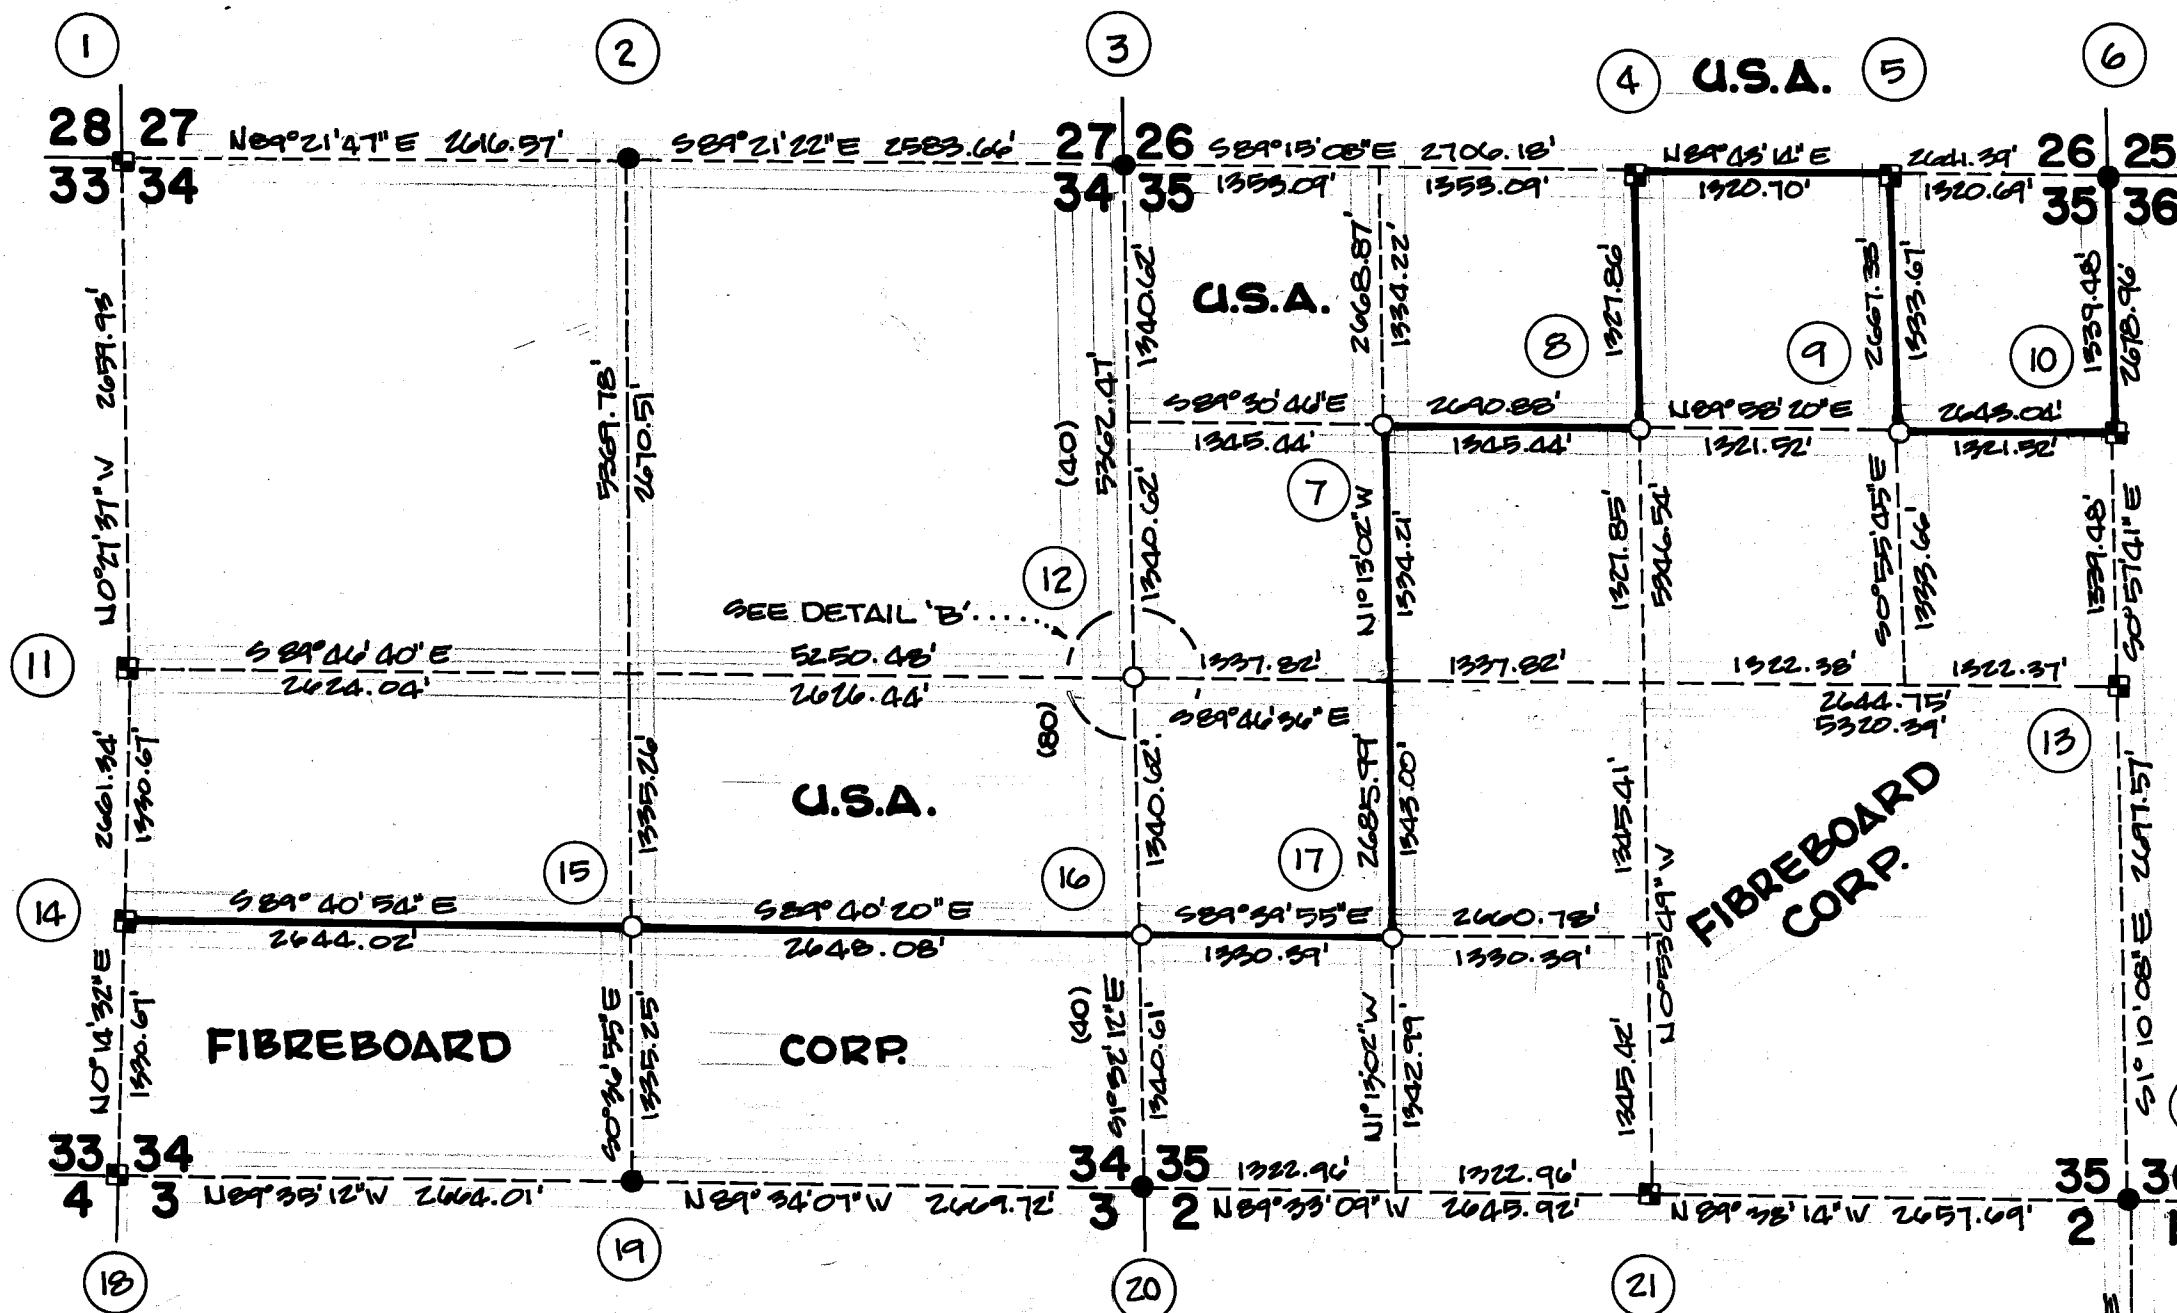 1
2
3
4
U.S.A.
5
6
28 27
33 34
N89°21'47"E 2616.57'
S89°21'22"E 2583.66'
27 26
34 35
S89°15'08"E 2706.18'
1353.09'
1353.09'
N89°43'14"E
1320.70'
2641.39'
1320.69'
26 25
35 36
N0°27'37"W 2659.93'
5369.78'
2670.51'
1340.62'
5362.47'
(40)
U.S.A.
2668.87'
1334.22'
8
1327.86'
9
2667.33'
1333.67'
10
1339.48'
2678.96'
S89°30'46"E
1345.44'
2690.88'
1345.44'
N89°58'20"E
1321.52'
2643.04'
1321.52'
7
1340.62'
N1°13'02"W
1334.21'
1327.85'
5346.54'
S0°55'45"E
1333.66'
1339.48'
S0°57'41"E
12
SEE DETAIL 'B'
11
S89°46'40"E
2624.04'
5250.48'
2626.44'
1337.82'
1337.82'
1322.38'
1322.37'
S89°46'36"E
2644.75'
5320.39'
13
(80)
2661.34'
1330.67'
1335.26'
U.S.A.
1340.62'
2685.99'
1343.00'
1345.41'
FIBREBOARD
CORP.
2697.57'
S1°10'08"E
15
16
17
14
S89°40'54"E
2644.02'
S89°40'20"E
2648.08'
S89°39'55"E
1330.39'
2660.78'
1330.39'
N0°53'49"W
N0°14'32"E
1330.67'
FIBREBOARD
S0°36'55"E
1335.25'
CORP.
(40)
S1°32'12"E
1340.61'
N1°13'02"W
1342.99'
1345.42'
33 34
4 3
N89°35'12"W 2664.01'
N89°34'07"W 2669.72'
34 35
3 2
1322.96'
1322.96'
N89°33'09"W 2645.92'
N89°38'14"W 2657.69'
35
2
18
19
20
21